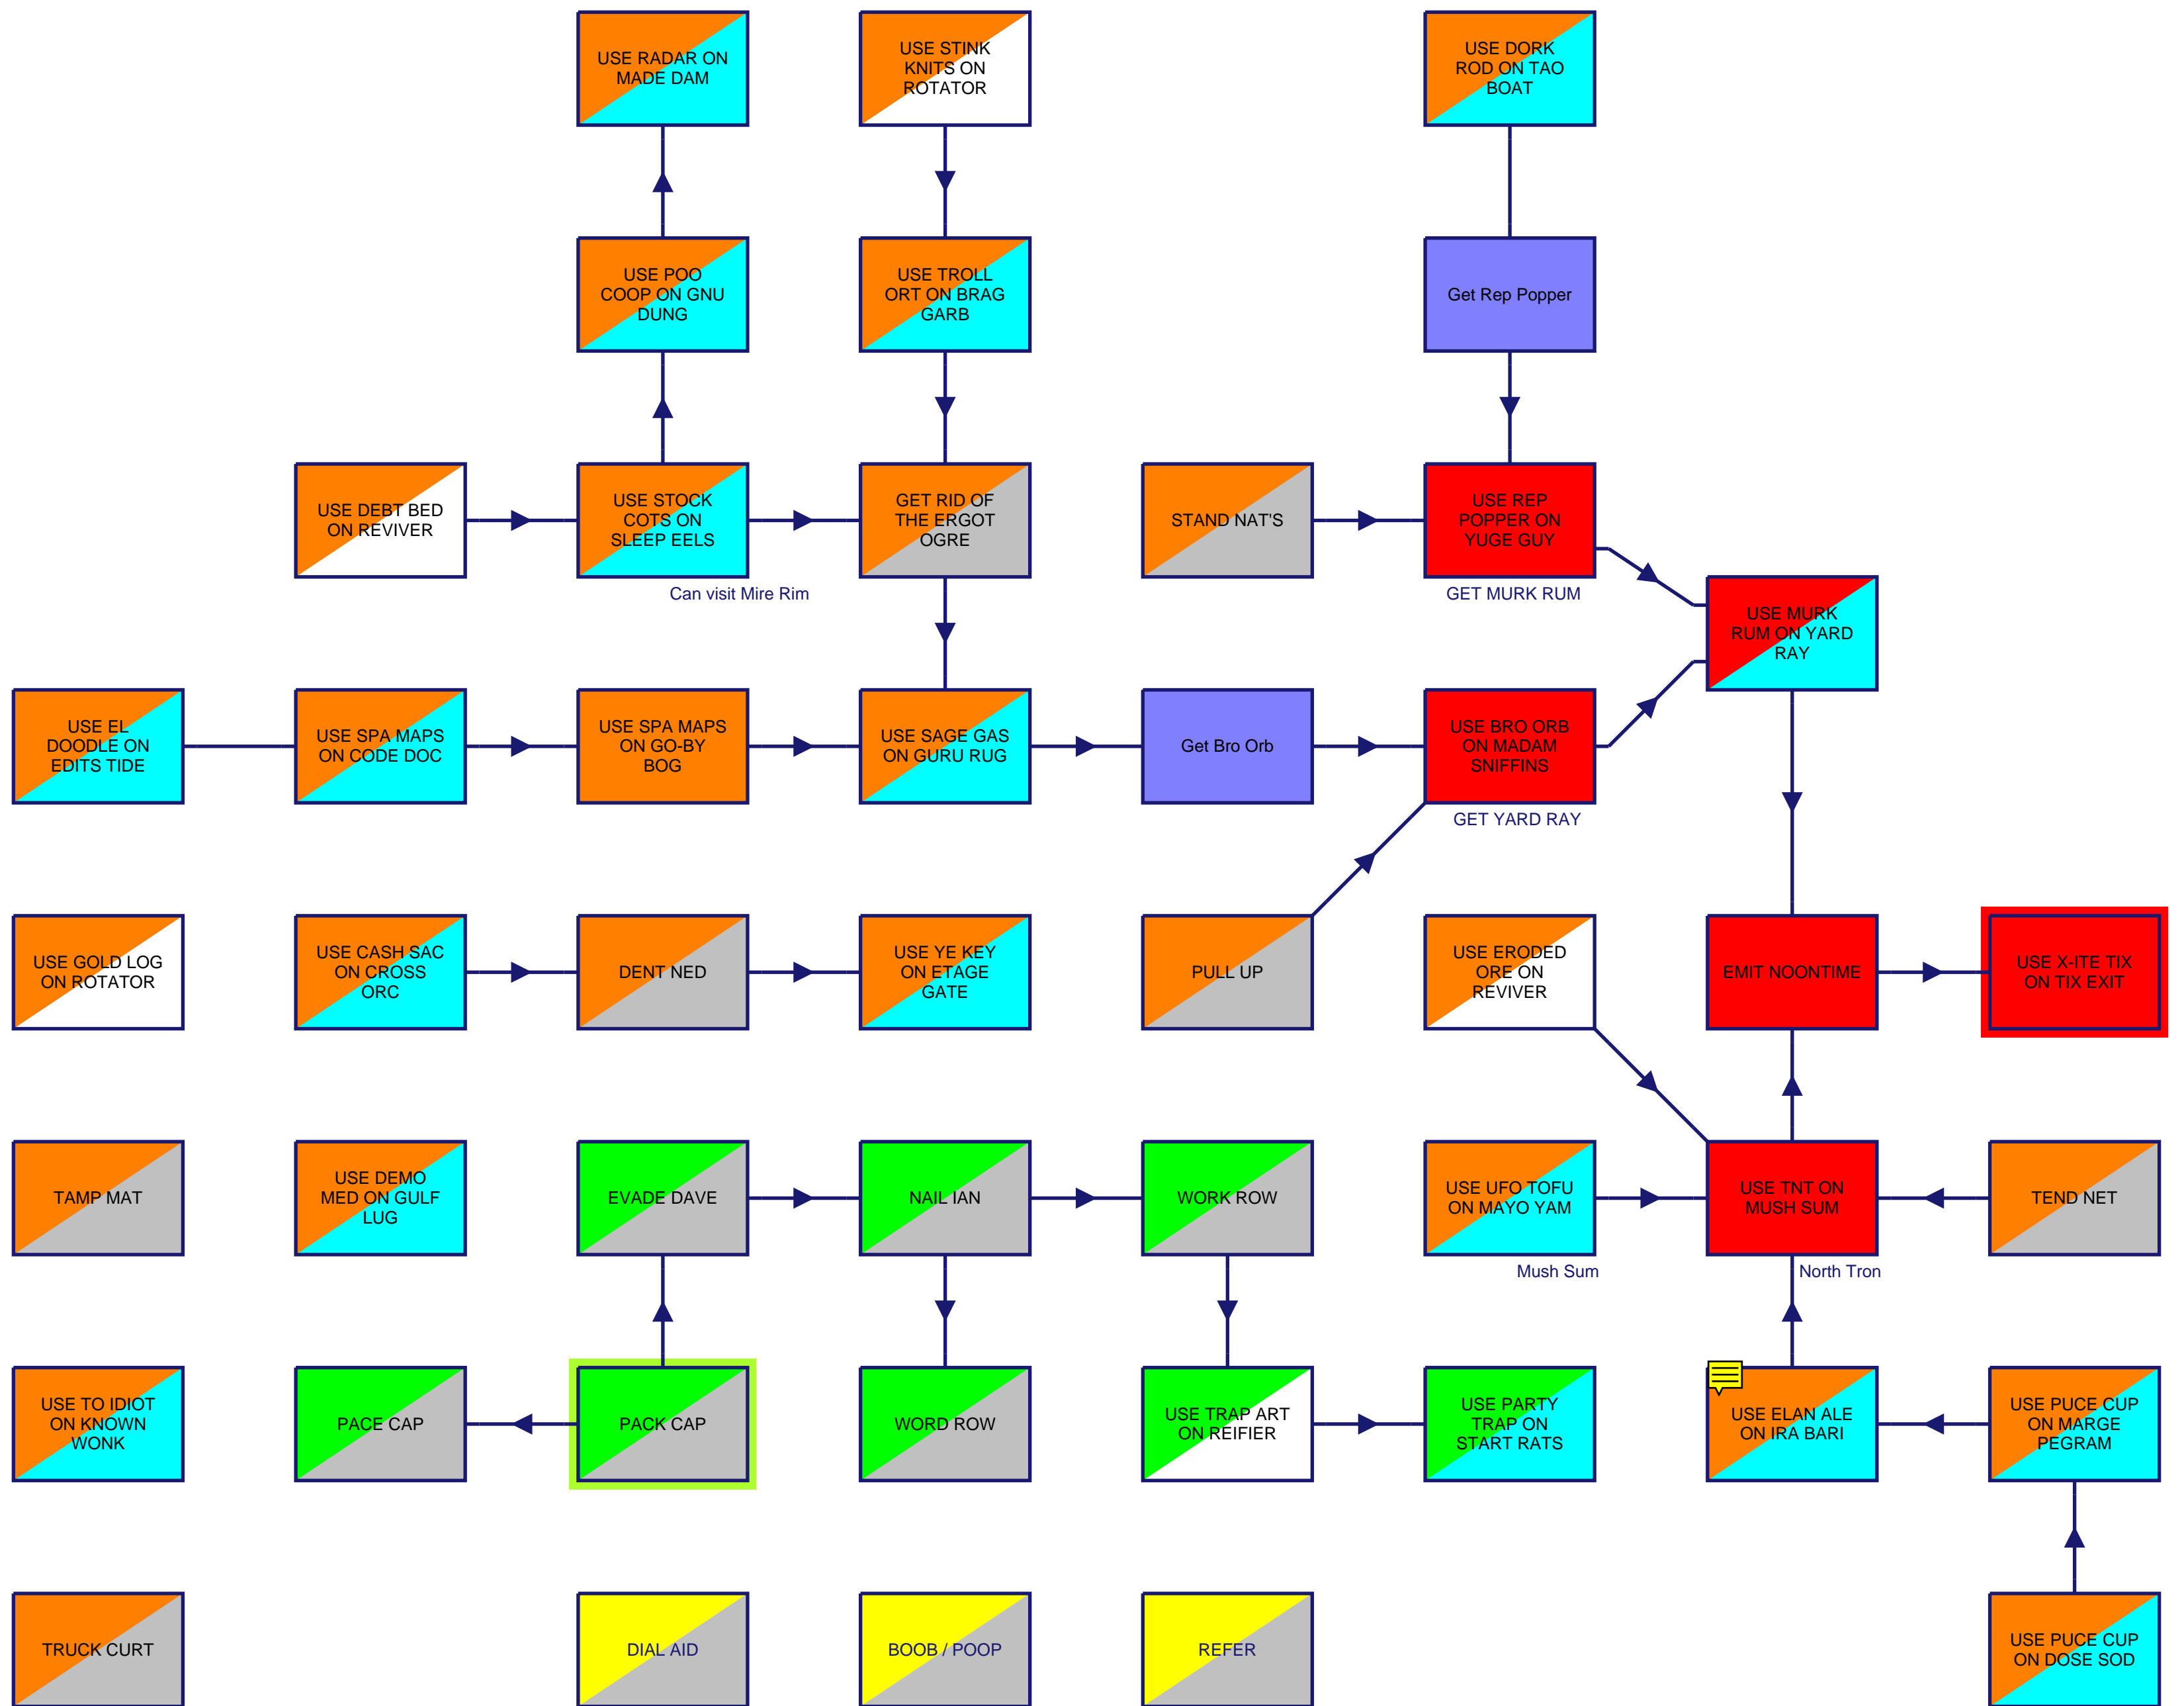 USE RADAR ON
MADE DAM
USE STINK
KNITS ON
ROTATOR
USE DORK
ROD ON TAO
BOAT
USE POO
COOP ON GNU
DUNG
USE TROLL
ORT ON BRAG
GARB
Get Rep Popper
USE DEBT BED
ON REVIVER
USE STOCK
COTS ON
SLEEP EELS
GET RID OF
THE ERGOT
OGRE
STAND NAT'S
USE REP
POPPER ON
YUGE GUY
Can visit Mire Rim
GET MURK RUM
USE MURK
RUM ON YARD
RAY
USE EL
DOODLE ON
EDITS TIDE
USE SPA MAPS
ON CODE DOC
USE SPA MAPS
ON GO-BY
BOG
USE SAGE GAS
ON GURU RUG
Get Bro Orb
USE BRO ORB
ON MADAM
SNIFFINS
GET YARD RAY
USE GOLD LOG
ON ROTATOR
USE CASH SAC
ON CROSS
ORC
DENT NED
USE YE KEY
ON ETAGE
GATE
PULL UP
USE ERODED
ORE ON
REVIVER
EMIT NOONTIME
USE X-ITE TIX
ON TIX EXIT
TAMP MAT
USE DEMO
MED ON GULF
LUG
EVADE DAVE
NAIL IAN
WORK ROW
USE UFO TOFU
ON MAYO YAM
USE TNT ON
MUSH SUM
TEND NET
Mush Sum
North Tron
USE TO IDIOT
ON KNOWN
WONK
PACE CAP
PACK CAP
WORD ROW
USE TRAP ART
ON REIFIER
USE PARTY
TRAP ON
START RATS
USE ELAN ALE
ON IRA BARI
USE PUCE CUP
ON MARGE
PEGRAM
TRUCK CURT
DIAL AID
BOOB / POOP
REFER
USE PUCE CUP
ON DOSE SOD